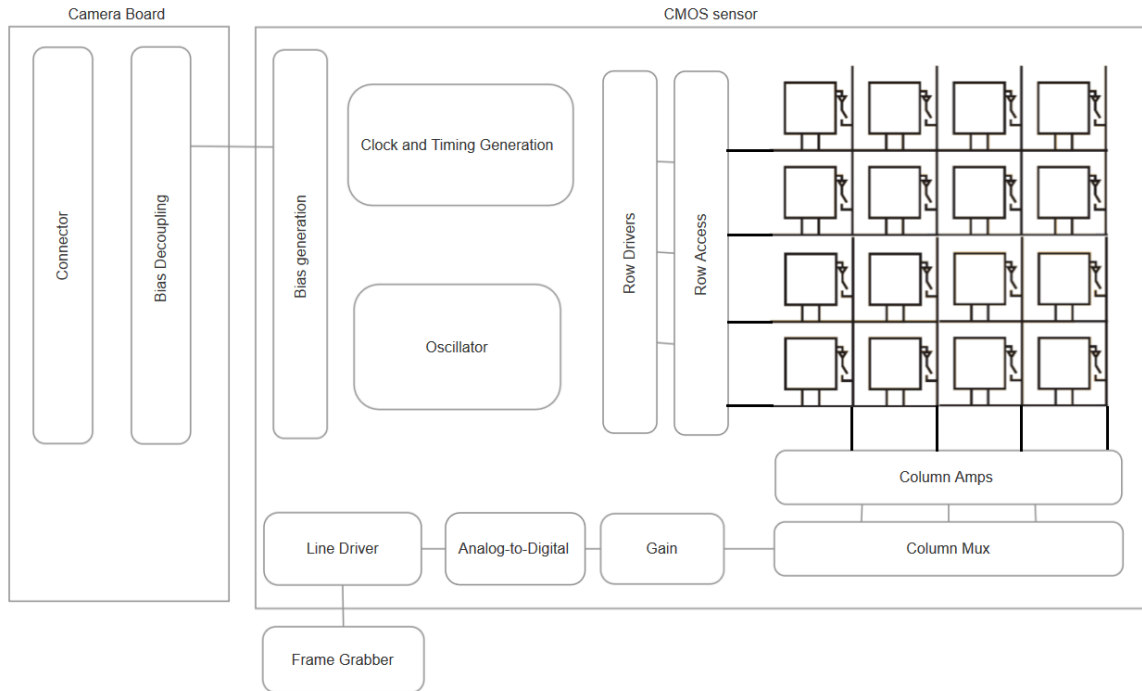 Camera Board
CMOS sensor
Connector
Bias Decoupling
Bias generation
Clock and Timing Generation
Oscillator
Row Drivers
Row Access
Column Amps
Line Driver
Analog-to-Digital
Gain
Column Mux
Frame Grabber